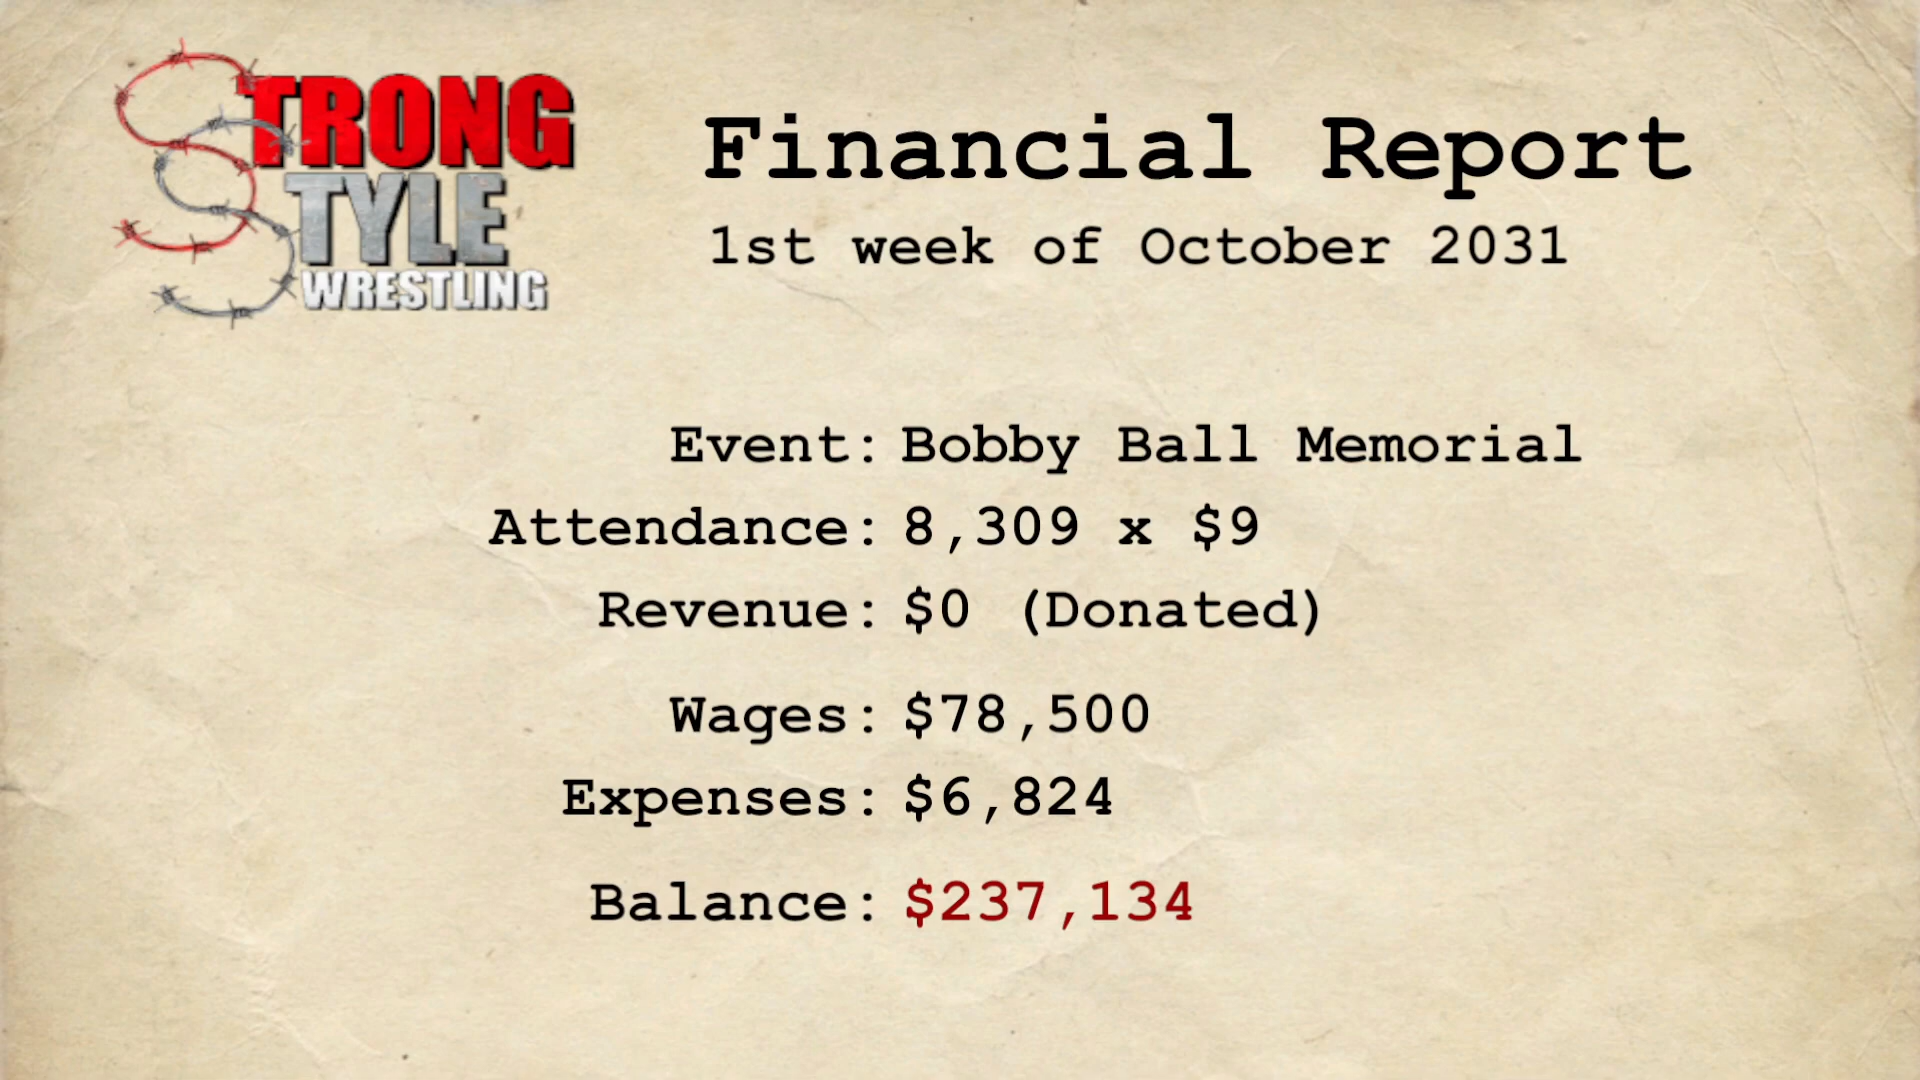 STRONG
STYLE
WRESTLING
Financial Report
1st week of October 2031
Event: Bobby Ball Memorial
Attendance: 8,309 x $9
Revenue: $0 (Donated)
Wages: $78,500
Expenses: $6,824
Balance: $237,134